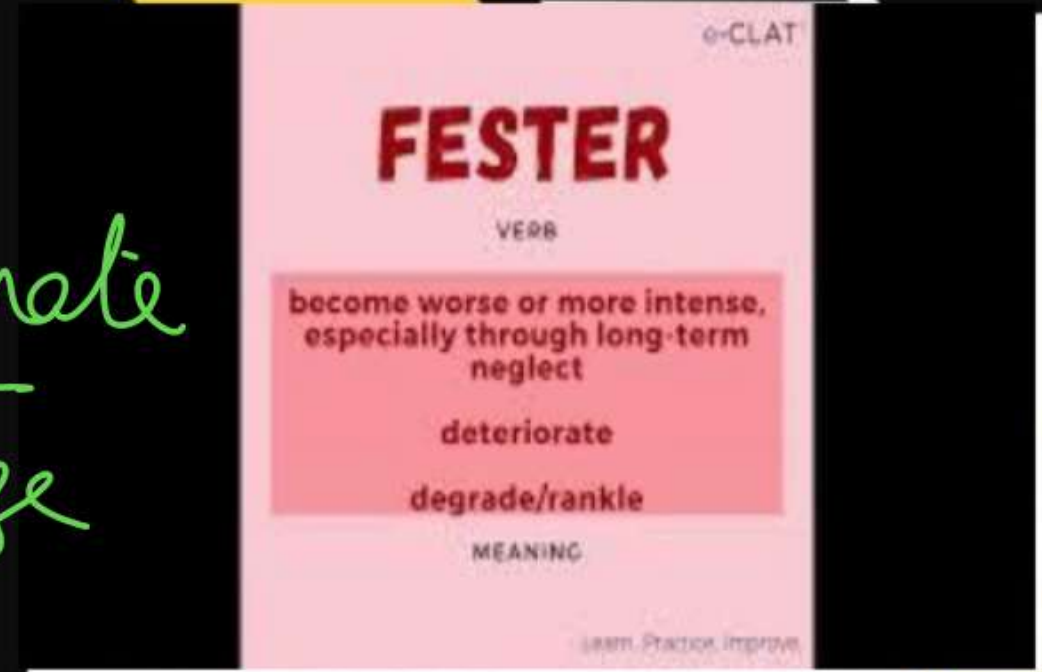 e-CLAT
FESTER
VERB
become worse or more intense,
especially through long-term
neglect
deteriorate
degrade/rankle
MEANING
Learn. Practice. Improve.